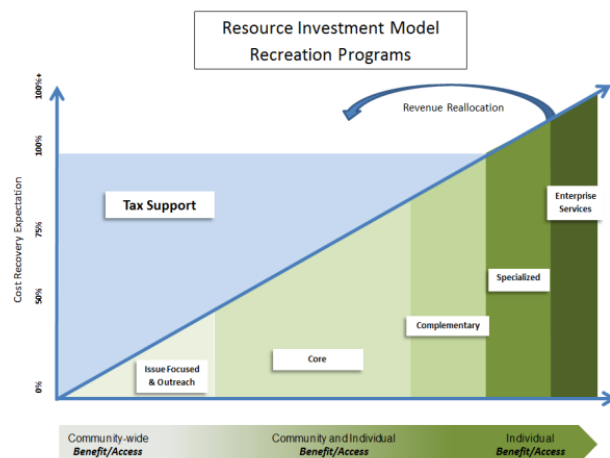 Resource Investment Model
Recreation Programs
Revenue Reallocation
100%+
100%
75%
50%
0%
Cost Recovery Expectation
Tax Support
Enterprise
Services
Specialized
Complementary
Core
Issue Focused
& Outreach
Community-wide
Benefit/Access
Community and Individual
Benefit/Access
Individual
Benefit/Access